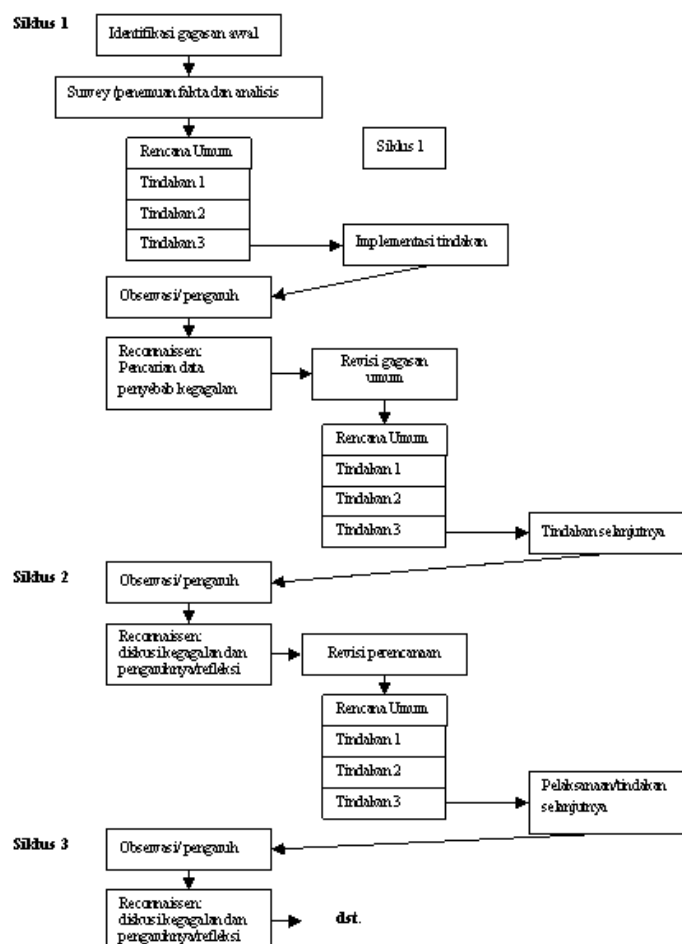 Siklus 1
Identifikasi gagasan awal
Survey /penemuan fakta dan analisis
Rencana Umum
Siklus 1
Tindakan 1
Tindakan 2
Tindakan 3
Implementasi tindakan
Observasi/ pengaruh
Reconnaissen:
Pencarian data
penyebab kegagalan
Revisi gagasan
umum
Rencana Umum
Tindakan 1
Tindakan 2
Tindakan 3
Tindakan selanjutnya
Siklus 2
Observasi/ pengaruh
Reconnaissen:
diskusi kegagalan dan
pengaruhnya/refleksi
Revisi perencanaan
Rencana Umum
Tindakan 1
Tindakan 2
Tindakan 3
Pelaksanaan/tindakan
selanjutnya
Siklus 3
Observasi/ pengaruh
Reconnaissen:
diskusi kegagalan dan
pengaruhnya/refleksi
dst.